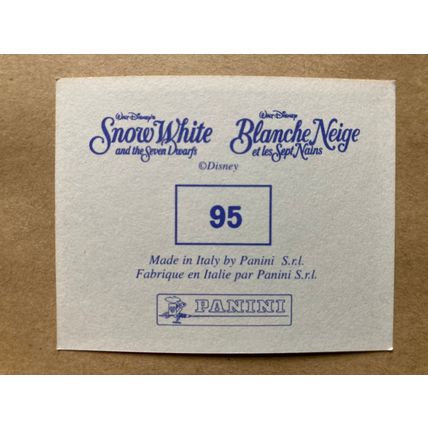 Walt Disney's
Snow White
and the Seven Dwarfs
Walt Disney
Blanche Neige
et les Sept Nains
©Disney
95
Made in Italy by Panini S.r.l.
Fabrique en Italie par Panini S.r.l.
PANINI